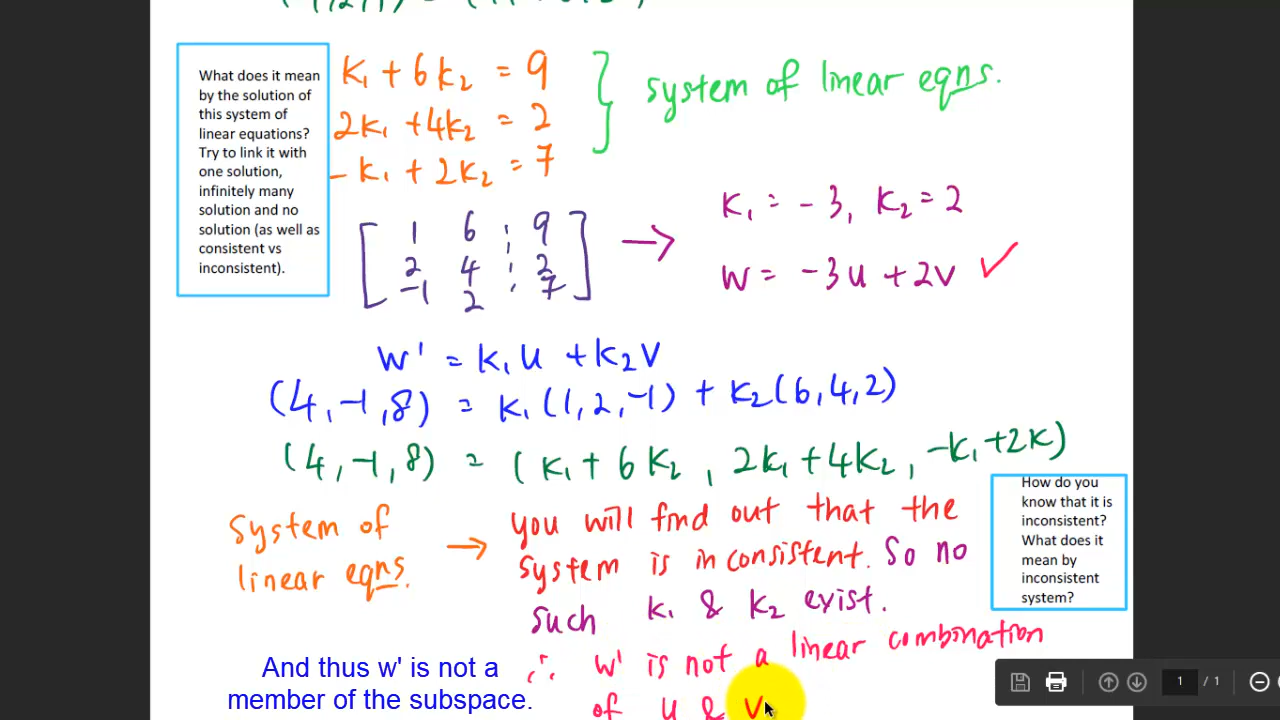 What does it mean
by the solution of
this system of
linear equations?
Try to link it with
one solution,
infinitely many
solution and no
solution (as well as
consistent vs
inconsistent).
K₁ + 6k₂ = 9
2k₁ + 4k₂ = 2
-k₁ + 2k₂ = 7
system of linear eqns.
1 6 : 9
2 4 : 2
-1 2 : 7
→
K₁ = -3, K₂ = 2
W = -3u + 2v ✓
w' = k₁u + k₂v
(4,-1,8) = k₁(1,2,-1) + k₂(6,4,2)
(4,-1,8) = (k₁ + 6k₂, 2k₁+4k₂, -k₁+2k)
System of
linear eqns.
→
you will find out that the
system is inconsistent. So no
such k₁ & k₂ exist.
∴ w' is not a linear combination
of u & v
How do you
know that it is
inconsistent?
What does it
mean by
inconsistent
system?
And thus w' is not a
member of the subspace.
1 / 1